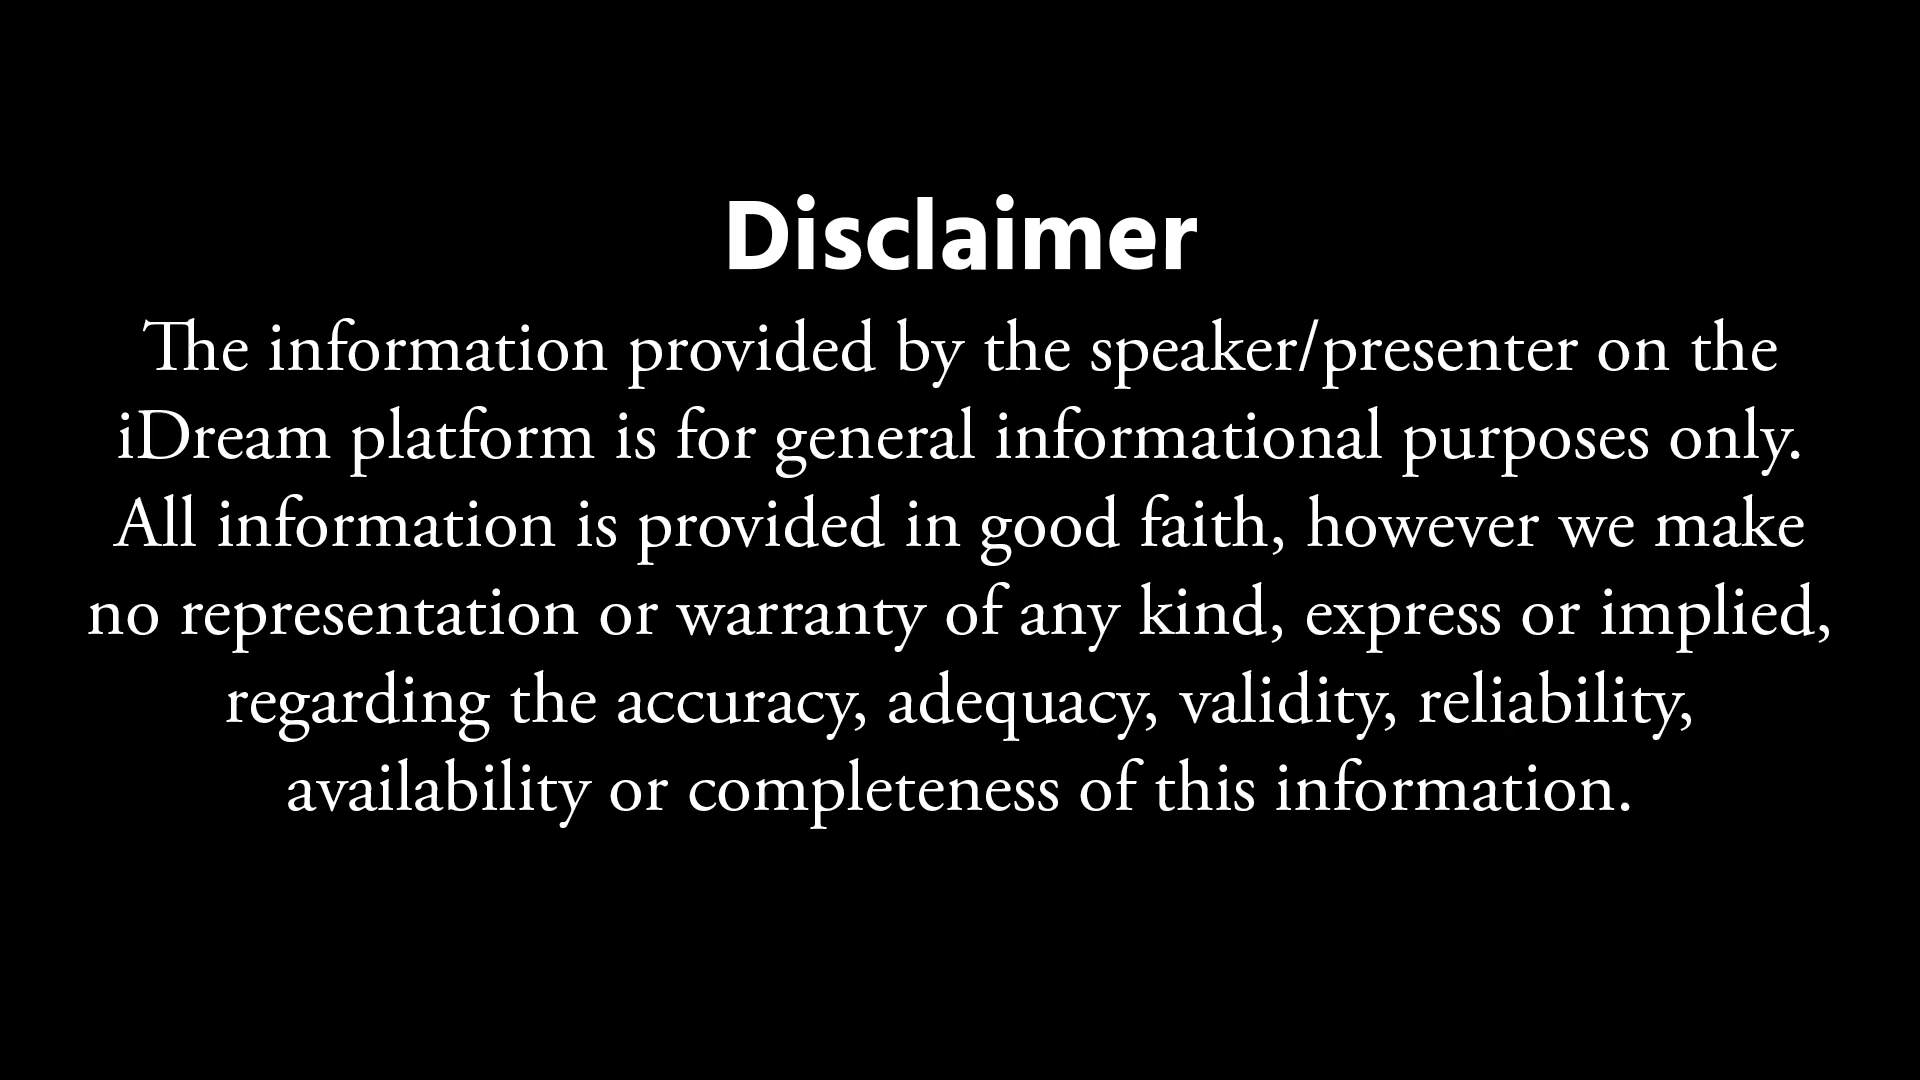 Disclaimer
The information provided by the speaker/presenter on the
iDream platform is for general informational purposes only.
All information is provided in good faith, however we make
no representation or warranty of any kind, express or implied,
regarding the accuracy, adequacy, validity, reliability,
availability or completeness of this information.